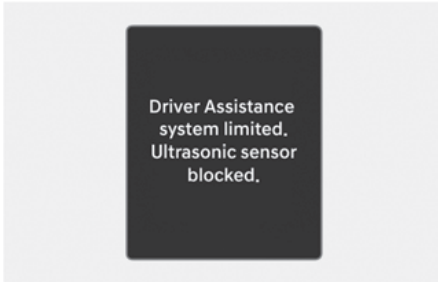 Driver Assistance
system limited.
Ultrasonic sensor
blocked.